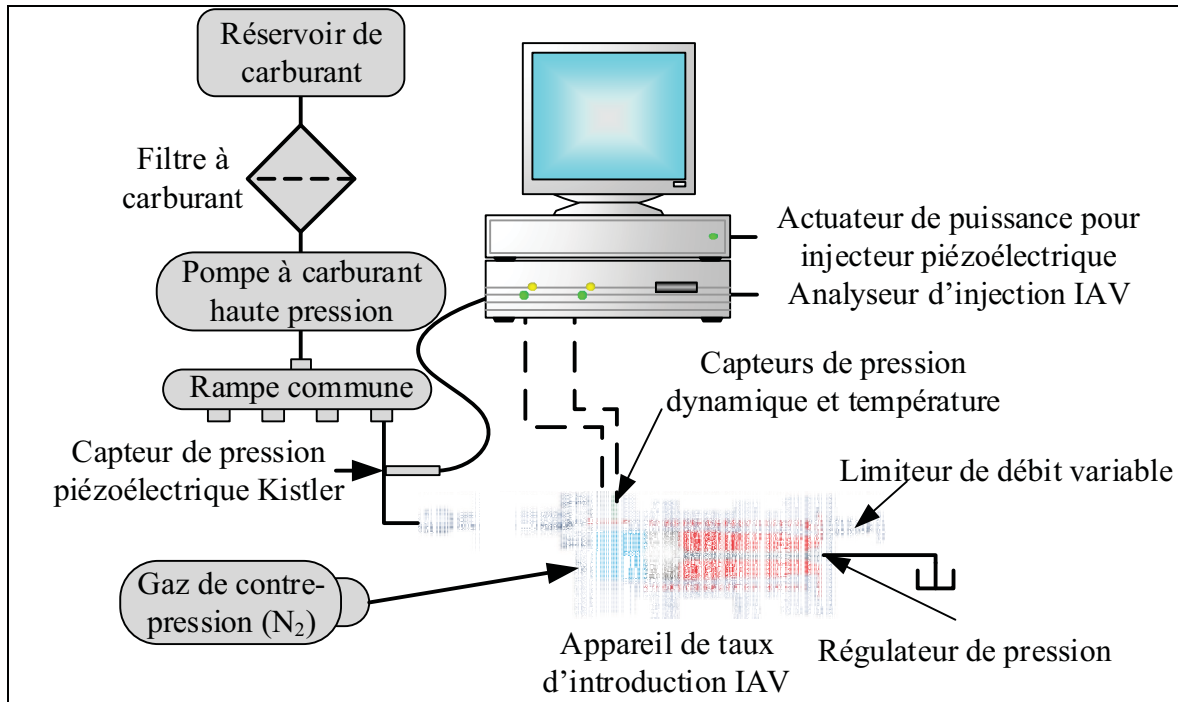 Réservoir de
carburant
Filtre à
carburant
Pompe à carburant
haute pression
Rampe commune
Capteur de pression
piézoélectrique Kistler
Gaz de contre-
pression (N₂)
Actuateur de puissance pour
injecteur piézoélectrique
Analyseur d’injection IAV
Capteurs de pression
dynamique et température
Limiteur de débit variable
Appareil de taux
d’introduction IAV
Régulateur de pression